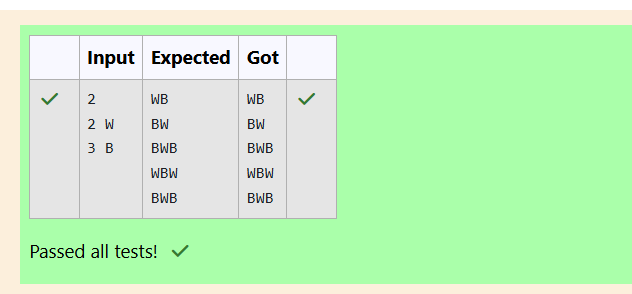 Input Expected Got
2 WB WB
2 W BW BW
3 B BWB BWB
WBW WBW
BWB BWB
Passed all tests!